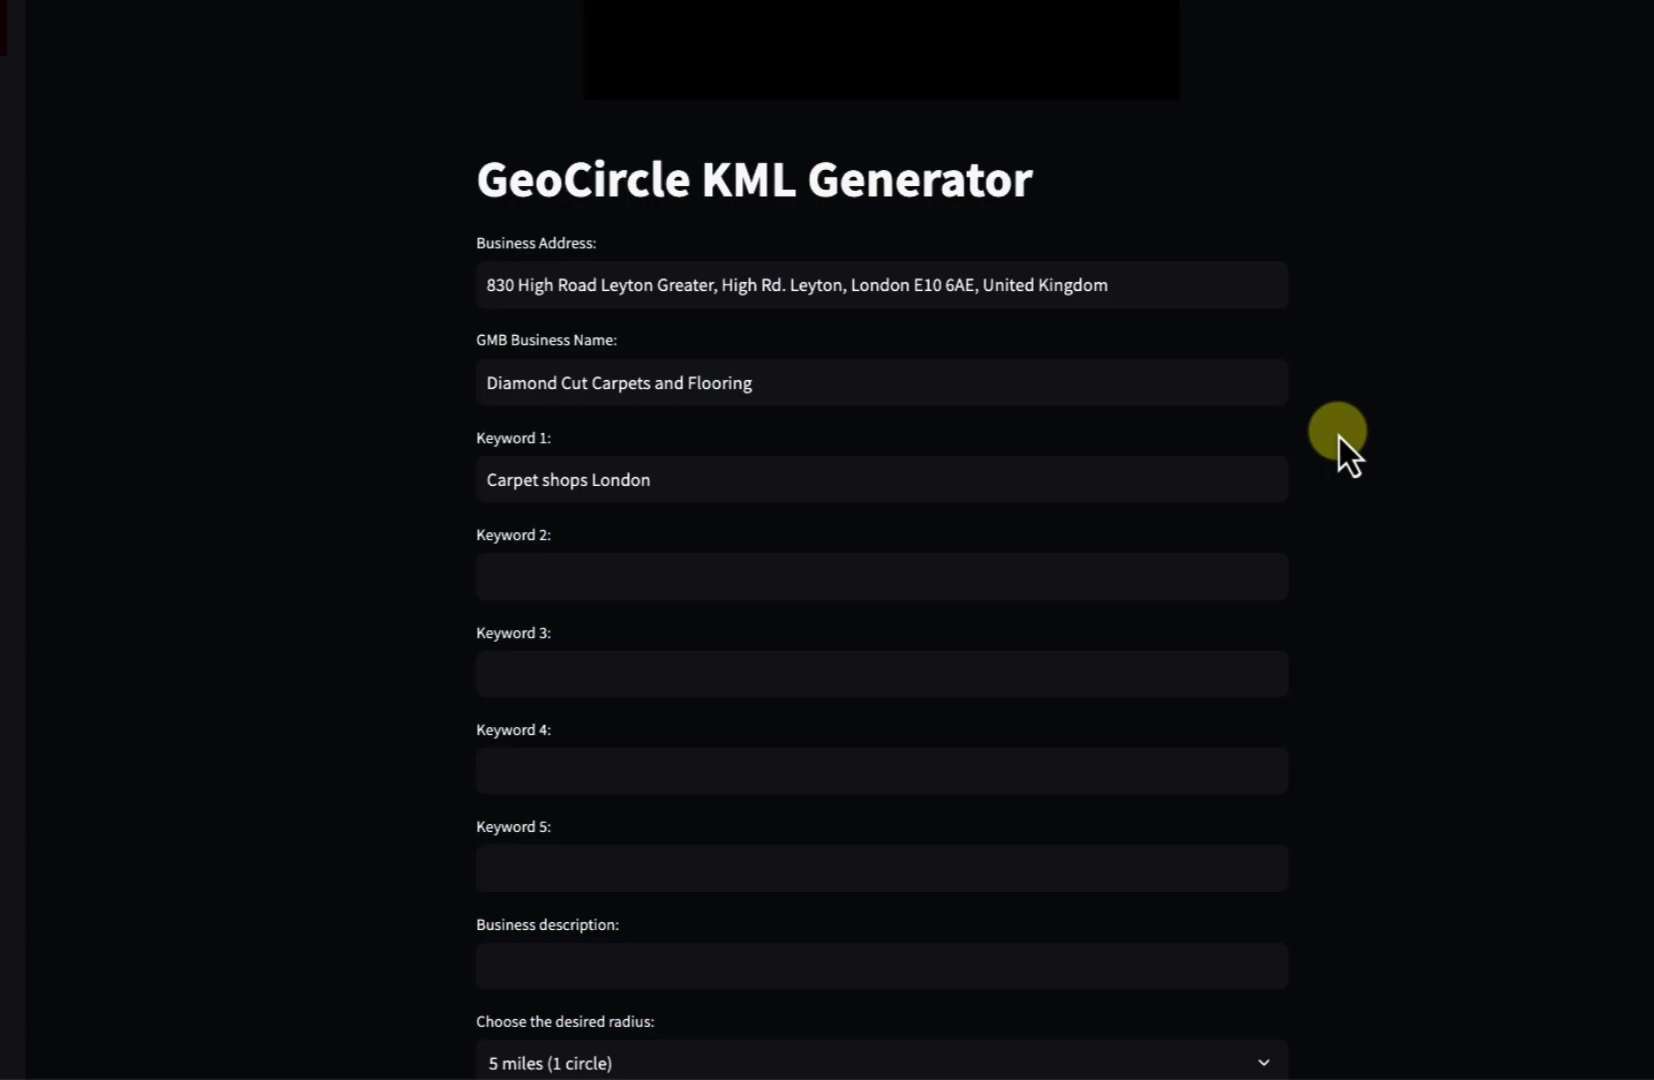 GeoCircle KML Generator
Business Address:
830 High Road Leyton Greater, High Rd. Leyton, London E10 6AE, United Kingdom
GMB Business Name:
Diamond Cut Carpets and Flooring
Keyword 1:
Carpet shops London
Keyword 2:
Keyword 3:
Keyword 4:
Keyword 5:
Business description:
Choose the desired radius:
5 miles (1 circle)